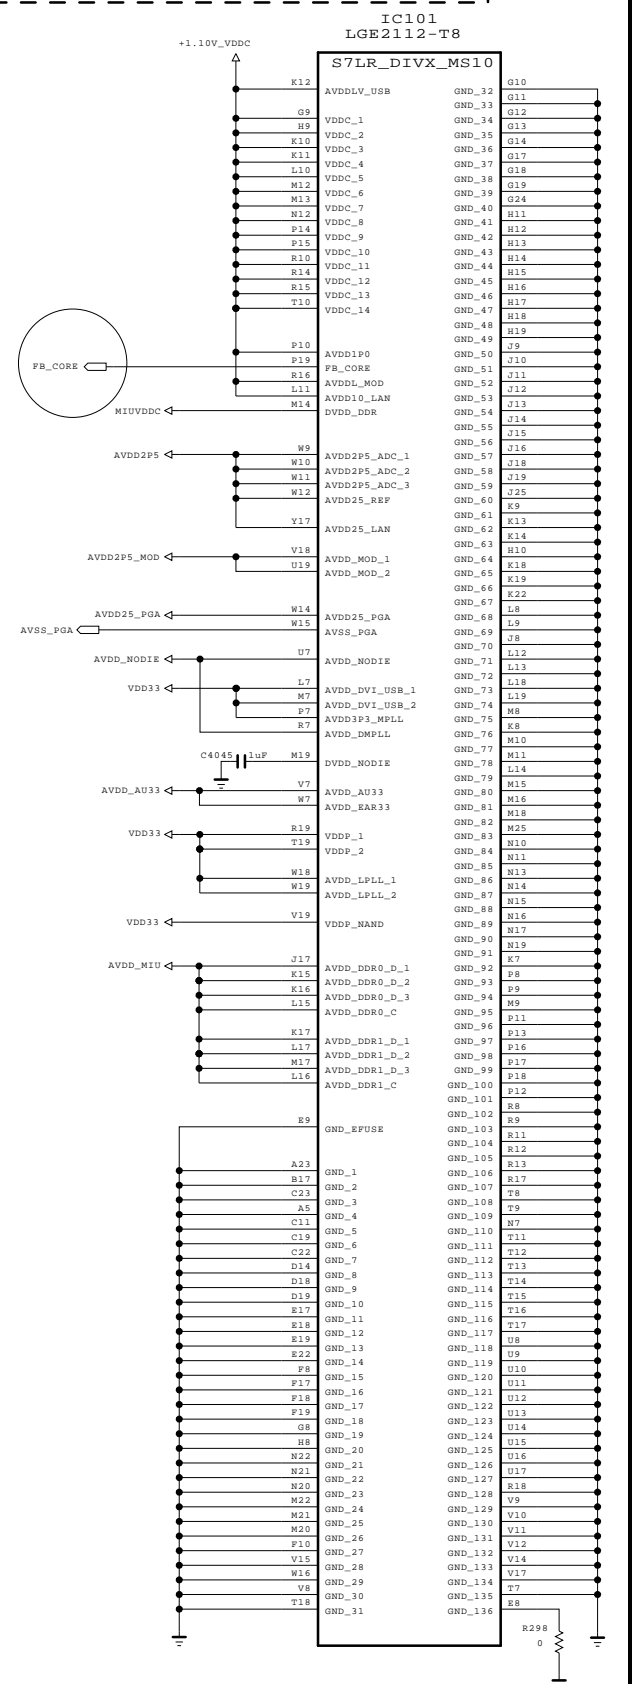 IC101
LGE2112-T8
+1.10V_VDDC
S7LR_DIVX_MS10
K12 AVDDLV_USB
G9 VDDC_1
H9 VDDC_2
K10 VDDC_3
K11 VDDC_4
L10 VDDC_5
M12 VDDC_6
M13 VDDC_7
N12 VDDC_8
P14 VDDC_9
P15 VDDC_10
R10 VDDC_11
R14 VDDC_12
R15 VDDC_13
T10 VDDC_14
P10 AVDD1P0
FB_CORE P19 FB_CORE
R16 AVDDL_MOD
L11 AVDD10_LAN
MIUVDDC M14 DVDD_DDR
AVDD2P5 W9 AVDD2P5_ADC_1
W10 AVDD2P5_ADC_2
W11 AVDD2P5_ADC_3
W12 AVDD25_REF
Y17 AVDD25_LAN
AVDD2P5_MOD V18 AVDD_MOD_1
U19 AVDD_MOD_2
AVDD25_PGA W14 AVDD25_PGA
AVSS_PGA W15 AVSS_PGA
AVDD_NODIE U7 AVDD_NODIE
VDD33 L7 AVDD_DVI_USB_1
M7 AVDD_DVI_USB_2
P7 AVDD3P3_MPLL
R7 AVDD_DMPLL
C4045 1uF M19 DVDD_NODIE
AVDD_AU33 V7 AVDD_AU33
W7 AVDD_EAR33
VDD33 R19 VDDP_1
T19 VDDP_2
W18 AVDD_LPLL_1
W19 AVDD_LPLL_2
VDD33 V19 VDDP_NAND
AVDD_MIU J17 AVDD_DDR0_D_1
K15 AVDD_DDR0_D_2
K16 AVDD_DDR0_D_3
L15 AVDD_DDR0_C
K17 AVDD_DDR1_D_1
L17 AVDD_DDR1_D_2
M17 AVDD_DDR1_D_3
L16 AVDD_DDR1_C
E9 GND_EFUSE
A23 GND_1
B17 GND_2
C23 GND_3
A5 GND_4
C11 GND_5
C19 GND_6
C22 GND_7
D14 GND_8
D18 GND_9
D19 GND_10
E17 GND_11
E18 GND_12
E19 GND_13
E22 GND_14
F8 GND_15
F17 GND_16
F18 GND_17
F19 GND_18
G8 GND_19
H8 GND_20
N22 GND_21
N21 GND_22
N20 GND_23
M22 GND_24
M21 GND_25
M20 GND_26
F10 GND_27
V15 GND_28
W16 GND_29
V8 GND_30
T18 GND_31
GND_32 G10
GND_33 G11
GND_34 G12
GND_35 G13
GND_36 G14
GND_37 G17
GND_38 G18
GND_39 G19
GND_40 G24
GND_41 H11
GND_42 H12
GND_43 H13
GND_44 H14
GND_45 H15
GND_46 H16
GND_47 H17
GND_48 H18
GND_49 H19
GND_50 J9
GND_51 J10
GND_52 J11
GND_53 J12
GND_54 J13
GND_55 J14
GND_56 J15
GND_57 J16
GND_58 J18
GND_59 J19
GND_60 J25
GND_61 K9
GND_62 K13
GND_63 K14
GND_64 H10
GND_65 K18
GND_66 K19
GND_67 K22
GND_68 L8
GND_69 L9
GND_70 J8
GND_71 L12
GND_72 L13
GND_73 L18
GND_74 L19
GND_75 M8
GND_76 K8
GND_77 M10
GND_78 M11
GND_79 L14
GND_80 M15
GND_81 M16
GND_82 M18
GND_83 M25
GND_84 N10
GND_85 N11
GND_86 N13
GND_87 N14
GND_88 N15
GND_89 N16
GND_90 N17
GND_91 N19
GND_92 K7
GND_93 P8
GND_94 P9
GND_95 M9
GND_96 P11
GND_97 P13
GND_98 P16
GND_99 P17
GND_100 P18
GND_101 P12
GND_102 R8
GND_103 R9
GND_104 R11
GND_105 R12
GND_106 R13
GND_107 R17
GND_108 T8
GND_109 T9
GND_110 N7
GND_111 T11
GND_112 T12
GND_113 T13
GND_114 T14
GND_115 T15
GND_116 T16
GND_117 T17
GND_118 U8
GND_119 U9
GND_120 U10
GND_121 U11
GND_122 U12
GND_123 U13
GND_124 U14
GND_125 U15
GND_126 U16
GND_127 U17
GND_128 R18
GND_129 V9
GND_130 V10
GND_131 V11
GND_132 V12
GND_133 V14
GND_134 V17
GND_135 T7
GND_136 E8
R298
0